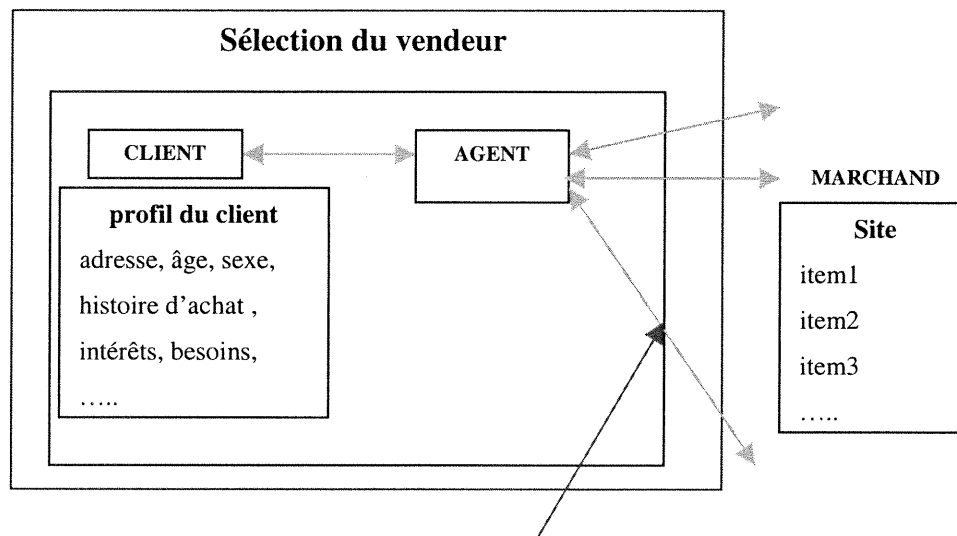 Sélection du vendeur
CLIENT
AGENT
MARCHAND
profil du client
adresse, âge, sexe,
histoire d’achat ,
intérêts, besoins,
…..
Site
item1
item2
item3
…..